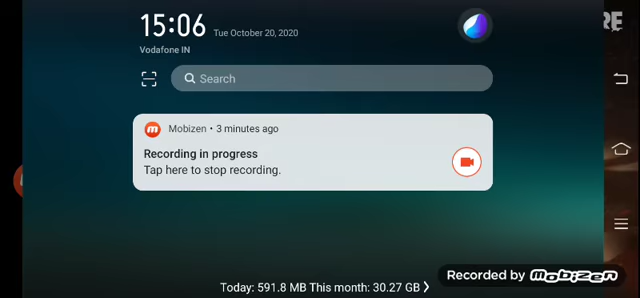 15:06
Tue October 20, 2020
Vodafone IN
Search
Mobizen • 3 minutes ago
Recording in progress
Tap here to stop recording.
Today: 591.8 MB This month: 30.27 GB ❯
Recorded by mobizen